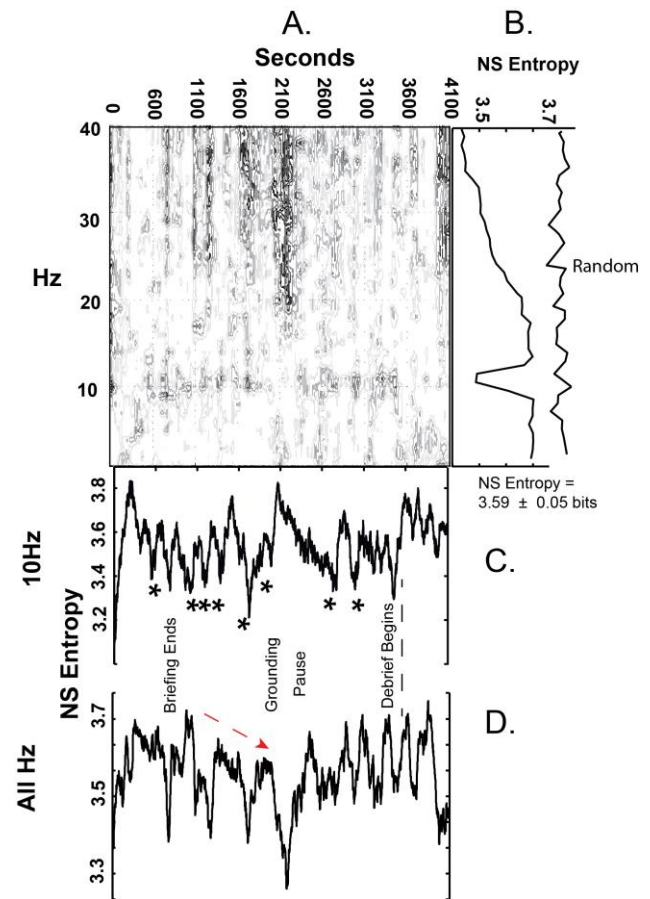 A.
B.
Seconds
NS Entropy
0 600 1100 1600 2100 2600 3100 3600 4100
3.5 3.7
40
30
Hz
20
10
Random
NS Entropy =
3.59 ± 0.05 bits
C.
10Hz
3.8
3.6
3.4
3.2
* * * * * * * *
NS Entropy
Briefing Ends
Grounding
Pause
Debrief Begins
D.
All Hz
3.7
3.5
3.3